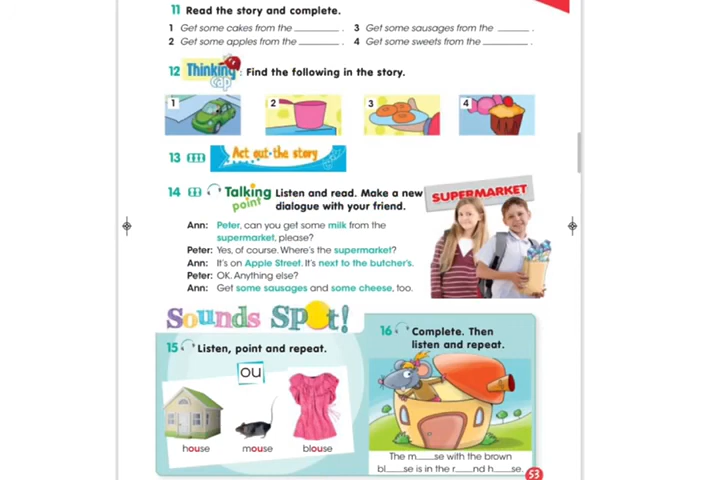 11 Read the story and complete.
1 Get some cakes from the ________ . 3 Get some sausages from the ______ .
2 Get some apples from the ________ . 4 Get some sweets from the ________ .
12 Thinking cap Find the following in the story.
1 2 3 4
13 Act out the story
14 Talking point Listen and read. Make a new
dialogue with your friend.
SUPERMARKET
Ann: Peter, can you get some milk from the
supermarket, please?
Peter: Yes, of course. Where's the supermarket?
Ann: It's on Apple Street. It's next to the butcher's.
Peter: OK. Anything else?
Ann: Get some sausages and some cheese, too.
Sounds Spot!
15 Listen, point and repeat.
ou
house mouse blouse
16 Complete. Then
listen and repeat.
The m____se with the brown
bl____se is in the r____nd h____se.
53